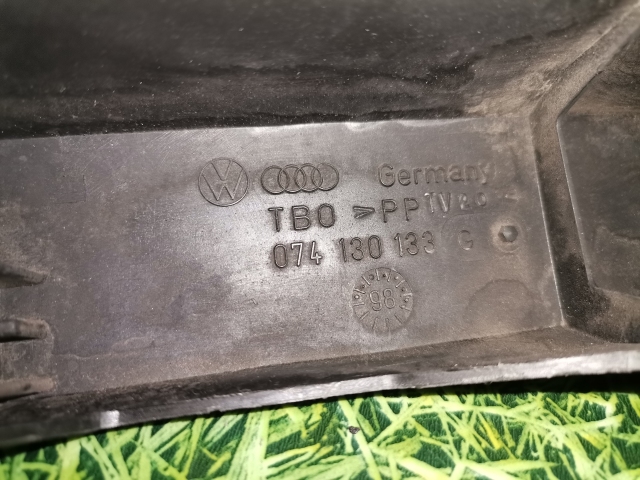 Germany
TBO >PP TV
074 130 133 G
98